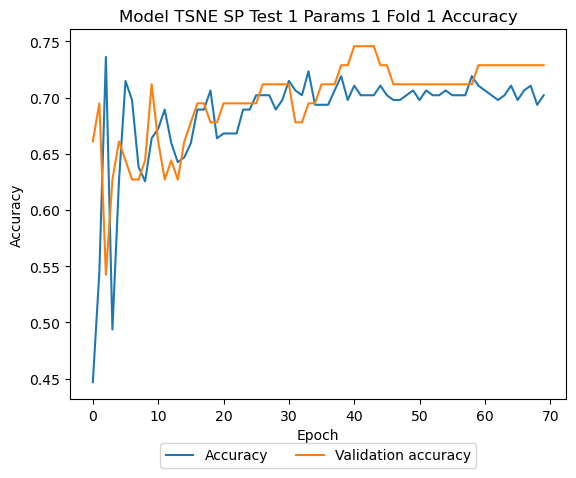 Model TSNE SP Test 1 Params 1 Fold 1 Accuracy
0.75
0.70
0.65
0.60
0.55
0.50
0.45
Accuracy
0 10 20 30 40 50 60 70
Epoch
Accuracy Validation accuracy